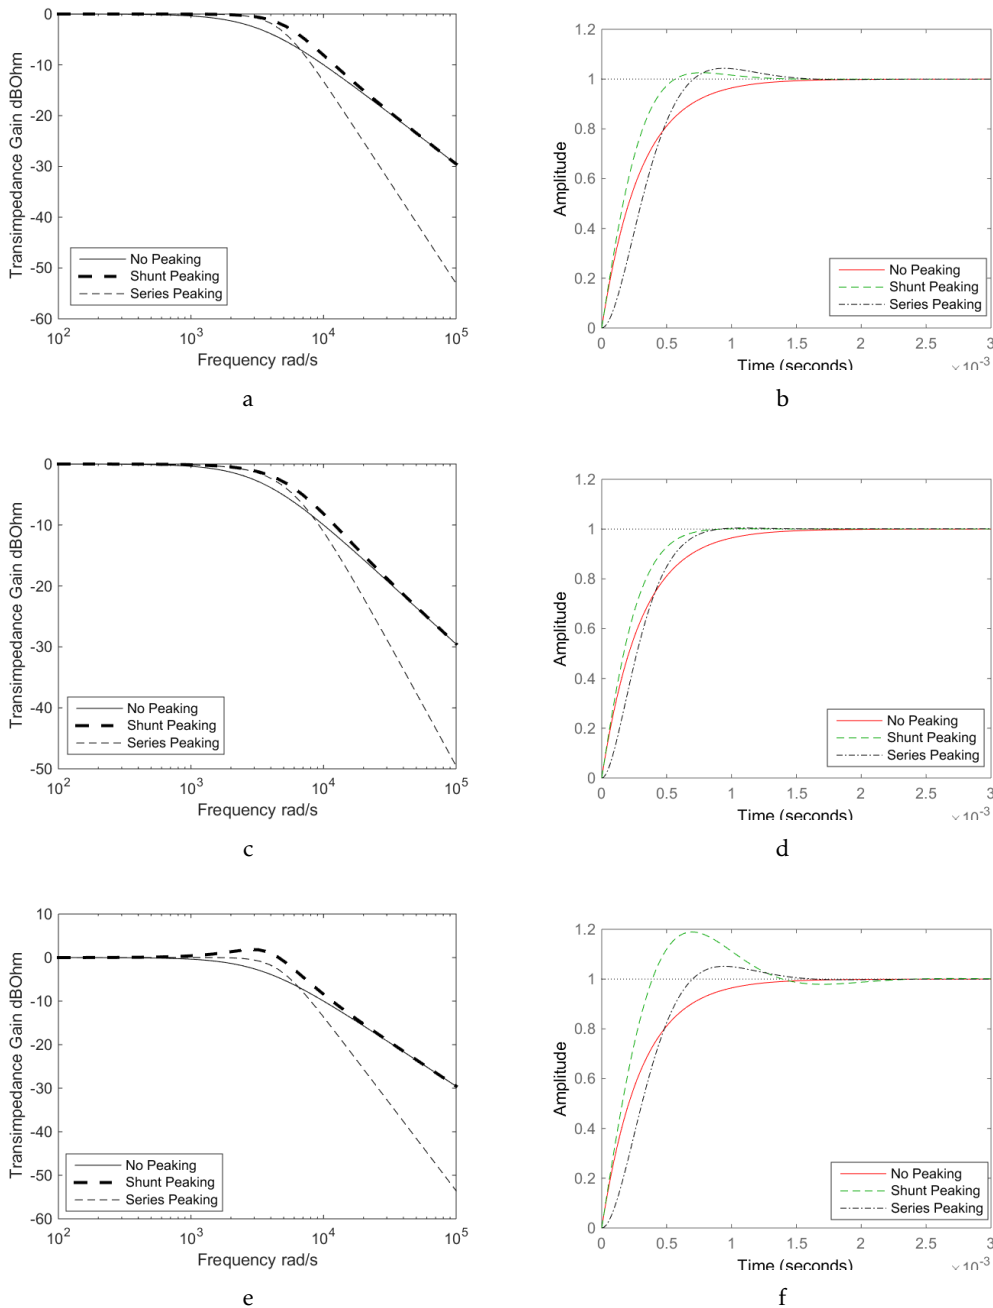 0
-10
-20
-30
-40
-50
-60
Transimpedance Gain dBOhm
No Peaking
Shunt Peaking
Series Peaking
10^2
10^3
10^4
10^5
Frequency rad/s
a
1.2
1
0.8
0.6
0.4
0.2
0
Amplitude
No Peaking
Shunt Peaking
Series Peaking
0
0.5
1
1.5
2
2.5
3
Time (seconds)
×10^-3
b
0
-10
-20
-30
-40
-50
Transimpedance Gain dBOhm
No Peaking
Shunt Peaking
Series Peaking
10^2
10^3
10^4
10^5
Frequency rad/s
c
1.2
1
0.8
0.6
0.4
0.2
0
Amplitude
No Peaking
Shunt Peaking
Series Peaking
0
0.5
1
1.5
2
2.5
3
Time (seconds)
×10^-3
d
10
0
-10
-20
-30
-40
-50
-60
Transimpedance Gain dBOhm
No Peaking
Shunt Peaking
Series Peaking
10^2
10^3
10^4
10^5
Frequency rad/s
e
1.2
1
0.8
0.6
0.4
0.2
0
Amplitude
No Peaking
Shunt Peaking
Series Peaking
0
0.5
1
1.5
2
2.5
3
Time (seconds)
×10^-3
f